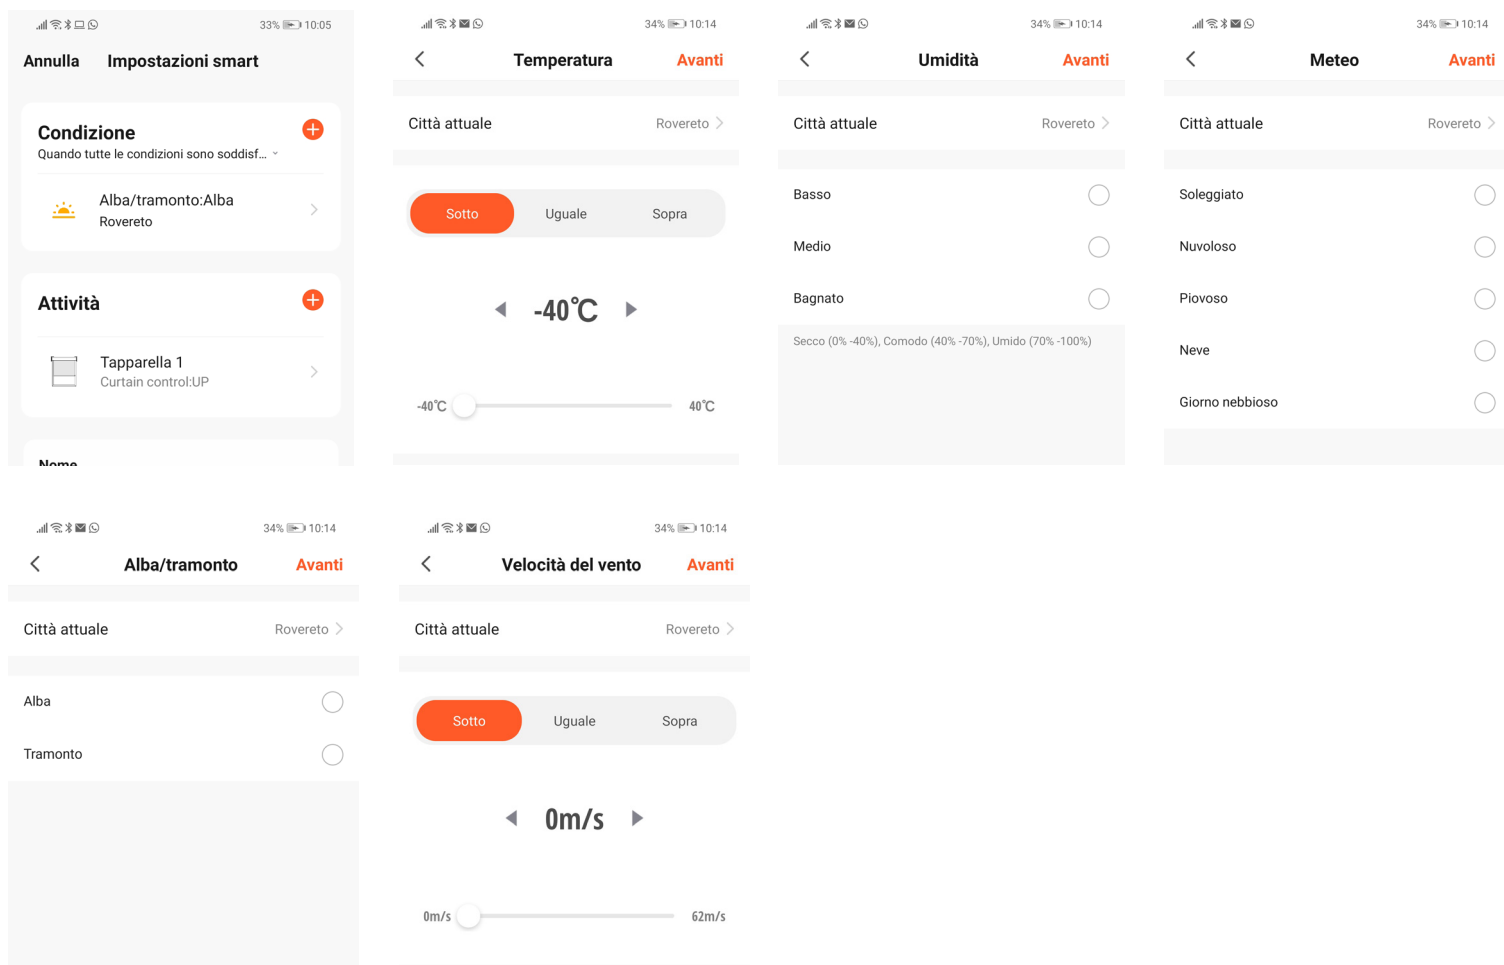 33% 10:05
Annulla Impostazioni smart
Condizione
Quando tutte le condizioni sono soddisf...
Alba/tramonto:Alba
Rovereto
Attività
Tapparella 1
Curtain control:UP
Nome
34% 10:14
Temperatura Avanti
Città attuale Rovereto
Sotto Uguale Sopra
-40℃
-40℃ 40℃
34% 10:14
Umidità Avanti
Città attuale Rovereto
Basso
Medio
Bagnato
Secco (0% -40%), Comodo (40% -70%), Umido (70% -100%)
34% 10:14
Meteo Avanti
Città attuale Rovereto
Soleggiato
Nuvoloso
Piovoso
Neve
Giorno nebbioso
34% 10:14
Alba/tramonto Avanti
Città attuale Rovereto
Alba
Tramonto
34% 10:14
Velocità del vento Avanti
Città attuale Rovereto
Sotto Uguale Sopra
0m/s
0m/s 62m/s